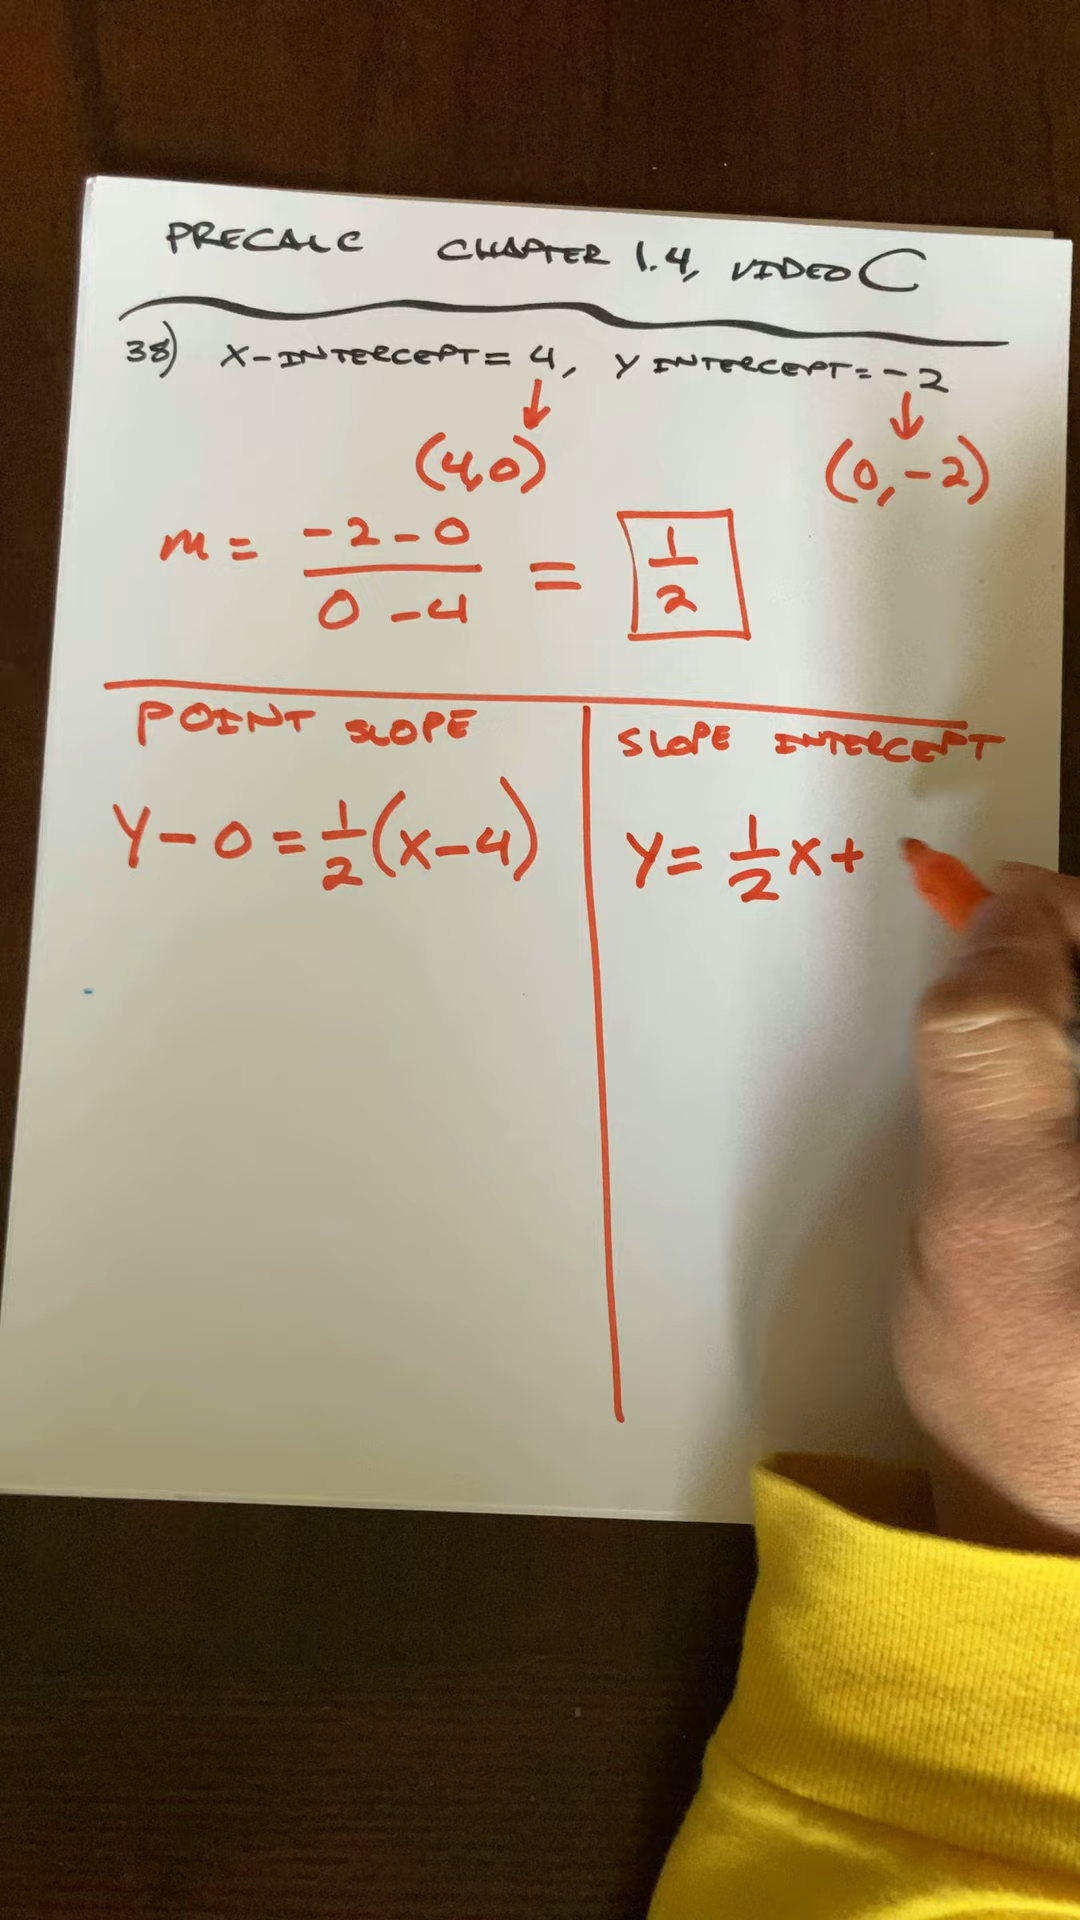 PRECALC CHAPTER 1.4, VIDEO C
38) X-INTERCEPT = 4, Y INTERCEPT = -2
(4,0) (0,-2)
m = -2-0 / 0-4 = 1/2
POINT SLOPE
Y-0 = 1/2(X-4)
SLOPE INTERCEPT
Y = 1/2X+